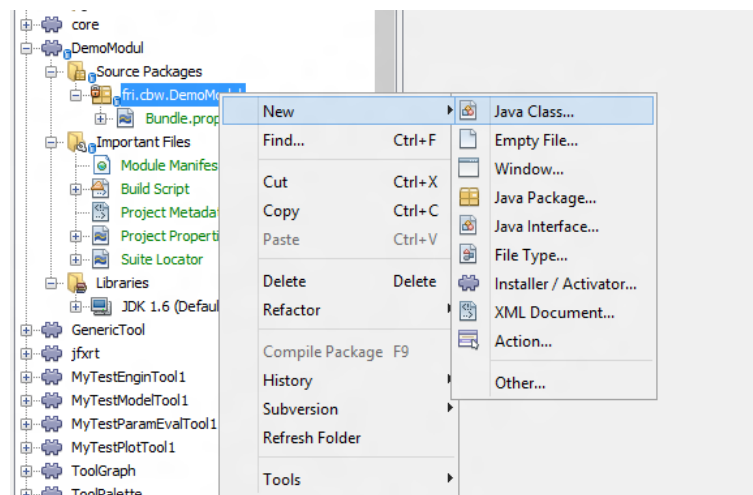 core
DemoModul
Source Packages
fri.cbw.DemoMo
Bundle.prop
Important Files
Module Manifes
Build Script
Project Metada
Project Properti
Suite Locator
Libraries
JDK 1.6 (Defaul
GenericTool
jfxrt
MyTestEnginTool1
MyTestModelTool1
MyTestParamEvalTool1
MyTestPlotTool1
ToolGraph
ToolPalette
New
Find... Ctrl+F
Cut Ctrl+X
Copy Ctrl+C
Paste Ctrl+V
Delete Delete
Refactor
Compile Package F9
History
Subversion
Refresh Folder
Tools
Java Class...
Empty File...
Window...
Java Package...
Java Interface...
File Type...
Installer / Activator...
XML Document...
Action...
Other...